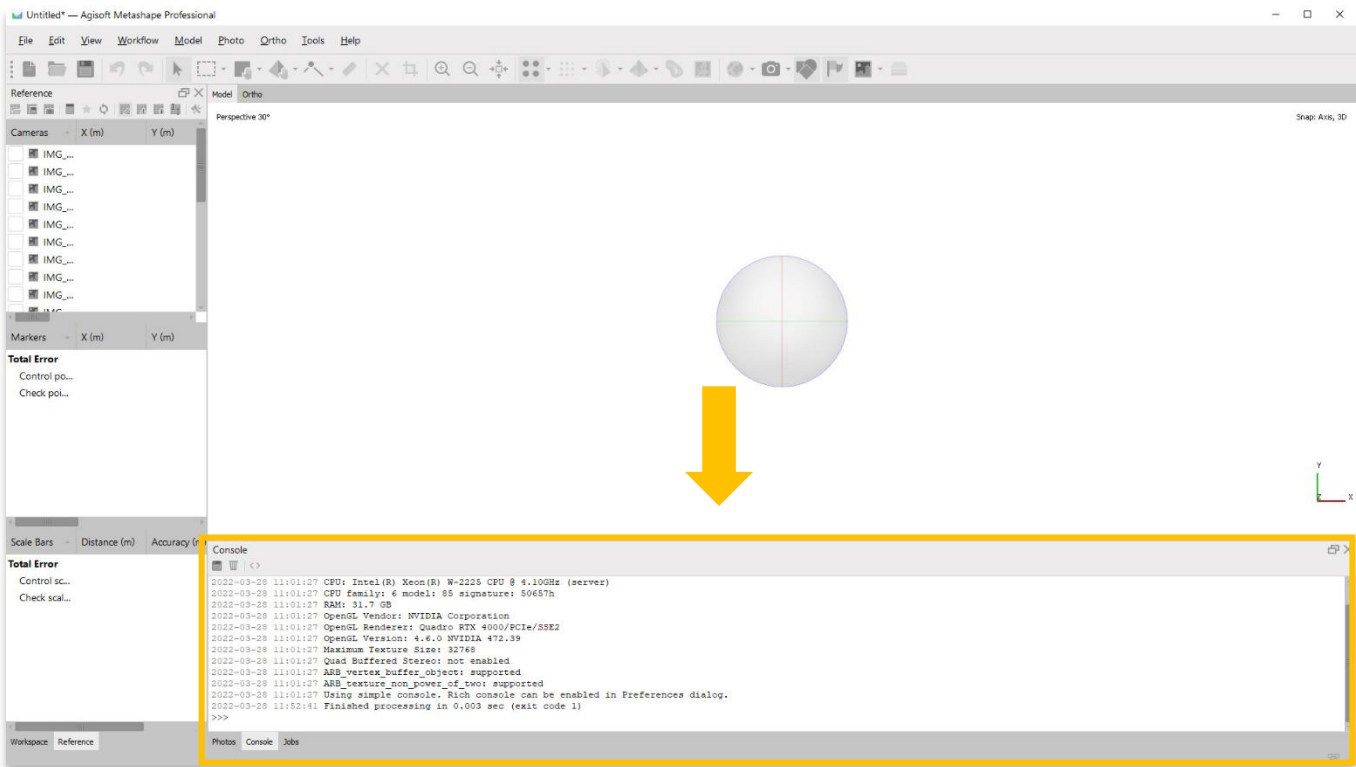 Untitled* — Agisoft Metashape Professional
File Edit View Workflow Model Photo Ortho Tools Help
Reference
Cameras X (m) Y (m)
IMG_...
IMG_...
IMG_...
IMG_...
IMG_...
IMG_...
IMG_...
IMG_...
IMG_...
Markers X (m) Y (m)
Total Error
Control po...
Check poi...
Scale Bars Distance (m) Accuracy
Total Error
Control sc...
Check scal...
Workspace Reference
Model Ortho
Perspective 30°
Snap: Axis, 3D
Y
X
Z
Console
2022-03-28 11:01:27 CPU: Intel(R) Xeon(R) W-2225 CPU @ 4.10GHz (server)
2022-03-28 11:01:27 CPU family: 6 model: 85 signature: 50657h
2022-03-28 11:01:27 RAM: 31.7 GB
2022-03-28 11:01:27 OpenGL Vendor: NVIDIA Corporation
2022-03-28 11:01:27 OpenGL Renderer: Quadro RTX 4000/PCIe/SSE2
2022-03-28 11:01:27 OpenGL Version: 4.6.0 NVIDIA 472.39
2022-03-28 11:01:27 Maximum Texture Size: 32768
2022-03-28 11:01:27 Quad Buffered Stereo: not enabled
2022-03-28 11:01:27 ARB_vertex_buffer_object: supported
2022-03-28 11:01:27 ARB_texture_non_power_of_two: supported
2022-03-28 11:01:27 Using simple console. Rich console can be enabled in Preferences dialog.
2022-03-28 11:52:41 Finished processing in 0.003 sec (exit code 1)
>>>
Photos Console Jobs